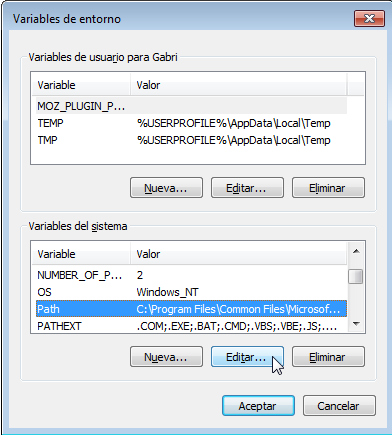 Variables de entorno
Variables de usuario para Gabri
Variable Valor
MOZ_PLUGIN_P...
TEMP %USERPROFILE%\AppData\Local\Temp
TMP %USERPROFILE%\AppData\Local\Temp
Nueva... Editar... Eliminar
Variables del sistema
Variable Valor
NUMBER_OF_P... 2
OS Windows_NT
Path C:\Program Files\Common Files\Microsof...
PATHEXT .COM;.EXE;.BAT;.CMD;.VBS;.VBE;.JS;....
Nueva... Editar... Eliminar
Aceptar Cancelar